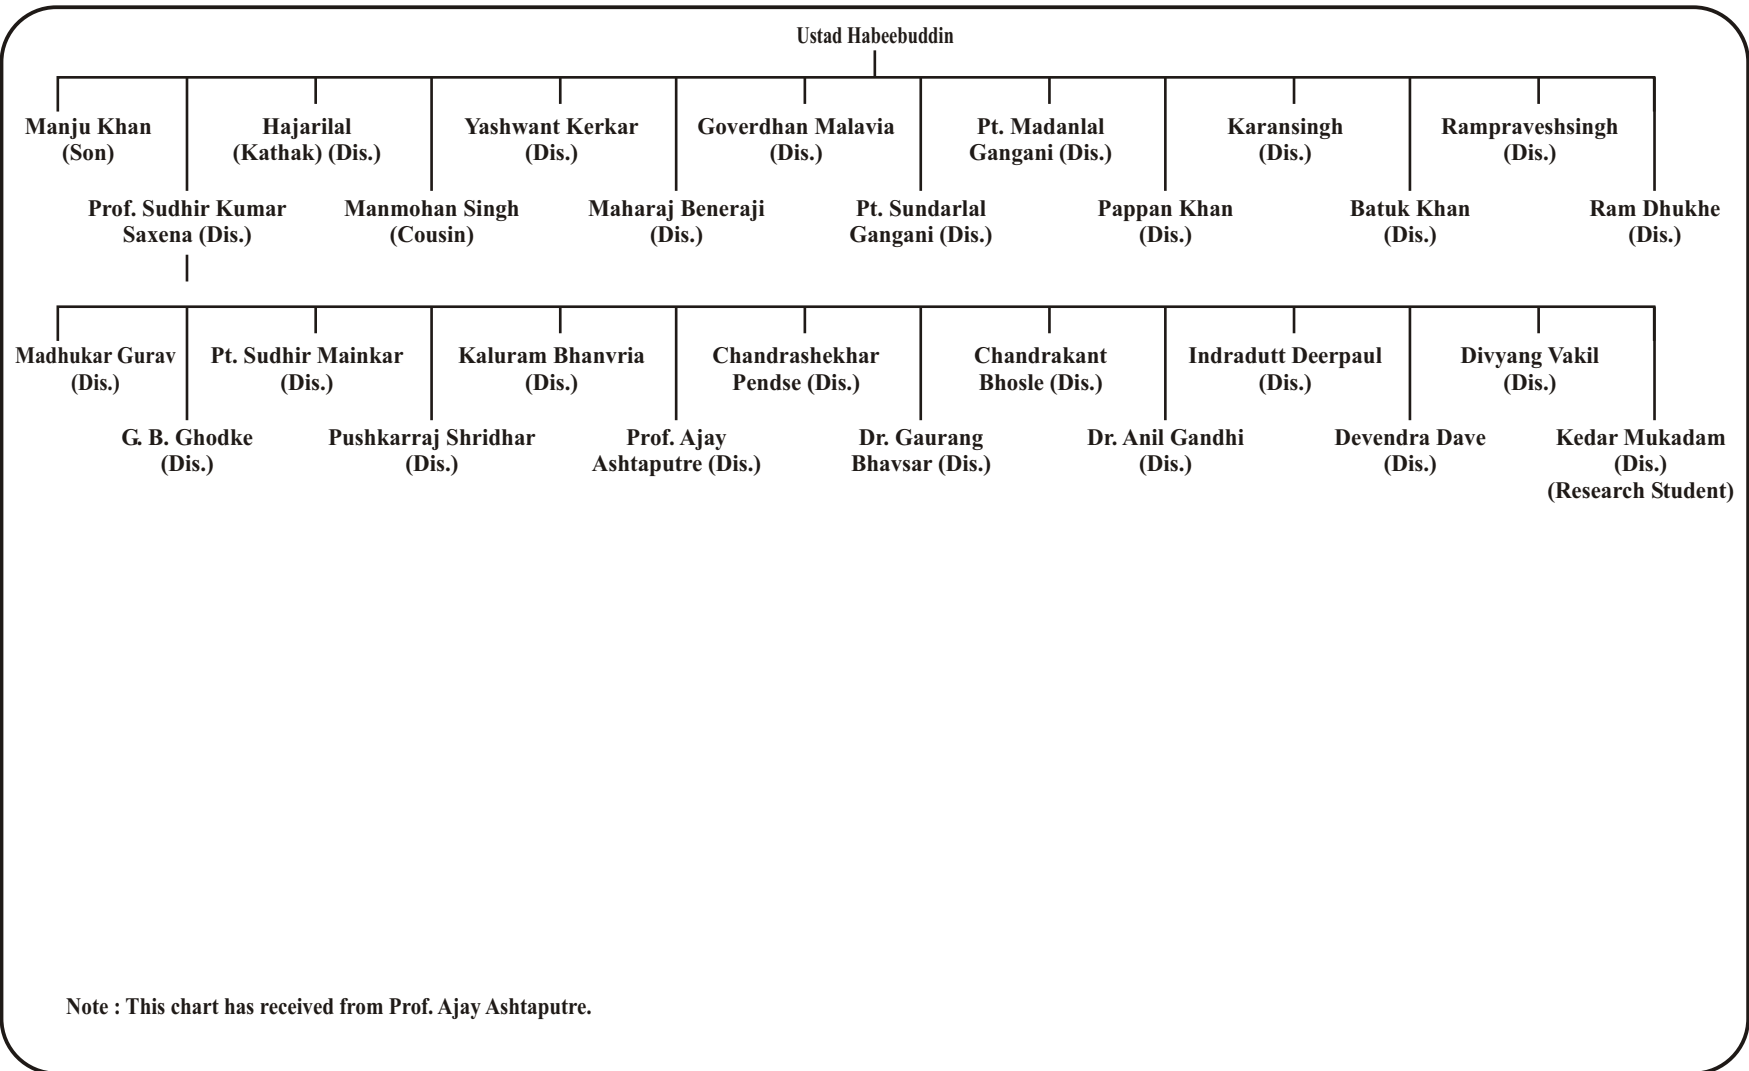 Ustad Habeebuddin
Manju Khan
(Son)
Hajarilal
(Kathak) (Dis.)
Yashwant Kerkar
(Dis.)
Goverdhan Malavia
(Dis.)
Pt. Madanlal
Gangani (Dis.)
Karansingh
(Dis.)
Rampraveshsingh
(Dis.)
Prof. Sudhir Kumar
Saxena (Dis.)
Manmohan Singh
(Cousin)
Maharaj Beneraji
(Dis.)
Pt. Sundarlal
Gangani (Dis.)
Pappan Khan
(Dis.)
Batuk Khan
(Dis.)
Ram Dhukhe
(Dis.)
Madhukar Gurav
(Dis.)
Pt. Sudhir Mainkar
(Dis.)
Kaluram Bhanvria
(Dis.)
Chandrashekhar
Pendse (Dis.)
Chandrakant
Bhosle (Dis.)
Indradutt Deerpaul
(Dis.)
Divyang Vakil
(Dis.)
G. B. Ghodke
(Dis.)
Pushkarraj Shridhar
(Dis.)
Prof. Ajay
Ashtaputre (Dis.)
Dr. Gaurang
Bhavsar (Dis.)
Dr. Anil Gandhi
(Dis.)
Devendra Dave
(Dis.)
Kedar Mukadam
(Dis.)
(Research Student)
Note : This chart has received from Prof. Ajay Ashtaputre.